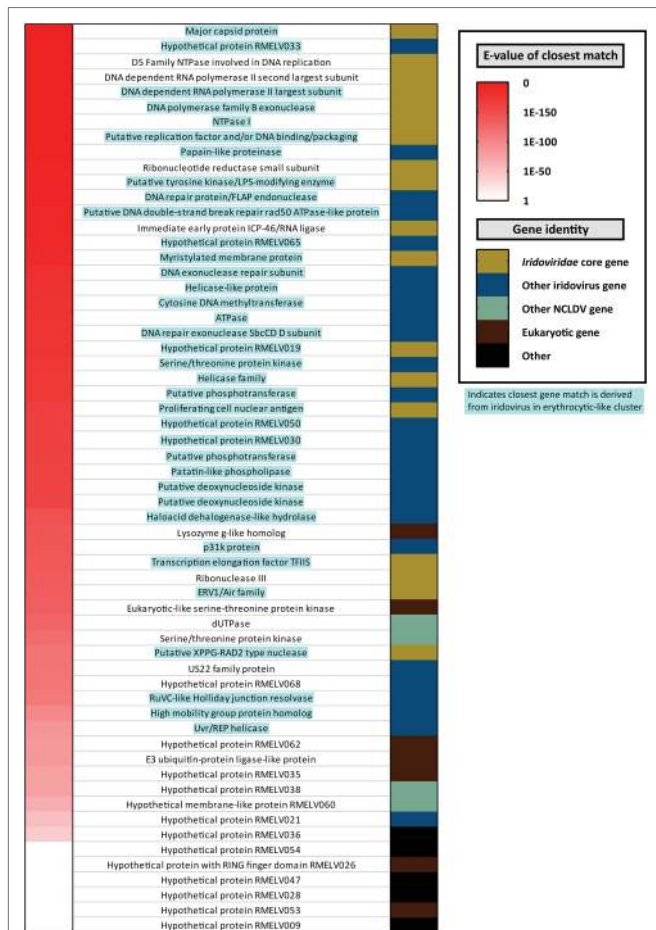 Major capsid protein
Hypothetical protein RMELV033
D5 Family NTPase involved in DNA replication
DNA dependent RNA polymerase II second largest subunit
DNA dependent RNA polymerase II largest subunit
DNA polymerase family B exonuclease
NTPase I
Putative replication factor and/or DNA binding/packaging
Papain-like proteinase
Ribonucleotide reductase small subunit
Putative tyrosine kinase/LPS-modifying enzyme
DNA repair protein/FLAP endonuclease
Putative DNA double-strand break repair rad50 ATPase-like protein
Immediate early protein ICP-46/RNA ligase
Hypothetical protein RMELV065
Myristylated membrane protein
DNA exonuclease repair subunit
Helicase-like protein
Cytosine DNA methyltransferase
ATPase
DNA repair exonuclease SbcCD D subunit
Hypothetical protein RMELV019
Serine/threonine protein kinase
Helicase family
Putative phosphotransferase
Proliferating cell nuclear antigen
Hypothetical protein RMELV050
Hypothetical protein RMELV030
Putative phosphotransferase
Patatin-like phospholipase
Putative deoxynucleoside kinase
Putative deoxynucleoside kinase
Haloacid dehalogenase-like hydrolase
Lysozyme g-like homolog
p31k protein
Transcription elongation factor TFIIS
Ribonuclease III
ERV1/Air family
Eukaryotic-like serine-threonine protein kinase
dUTPase
Serine/threonine protein kinase
Putative XPPG-RAD2 type nuclease
US22 family protein
Hypothetical protein RMELV068
RuVC-like Holliday junction resolvase
High mobility group protein homolog
Uvr/REP helicase
Hypothetical protein RMELV062
E3 ubiquitin-protein ligase-like protein
Hypothetical protein RMELV035
Hypothetical protein RMELV038
Hypothetical membrane-like protein RMELV060
Hypothetical protein RMELV021
Hypothetical protein RMELV036
Hypothetical protein RMELV054
Hypothetical protein with RING finger domain RMELV026
Hypothetical protein RMELV047
Hypothetical protein RMELV028
Hypothetical protein RMELV053
Hypothetical protein RMELV009
E-value of closest match
0
1E-150
1E-100
1E-50
1
Gene identity
Iridoviridae core gene
Other iridovirus gene
Other NCLDV gene
Eukaryotic gene
Other
Indicates closest gene match is derived
from iridovirus in erythrocytic-like cluster